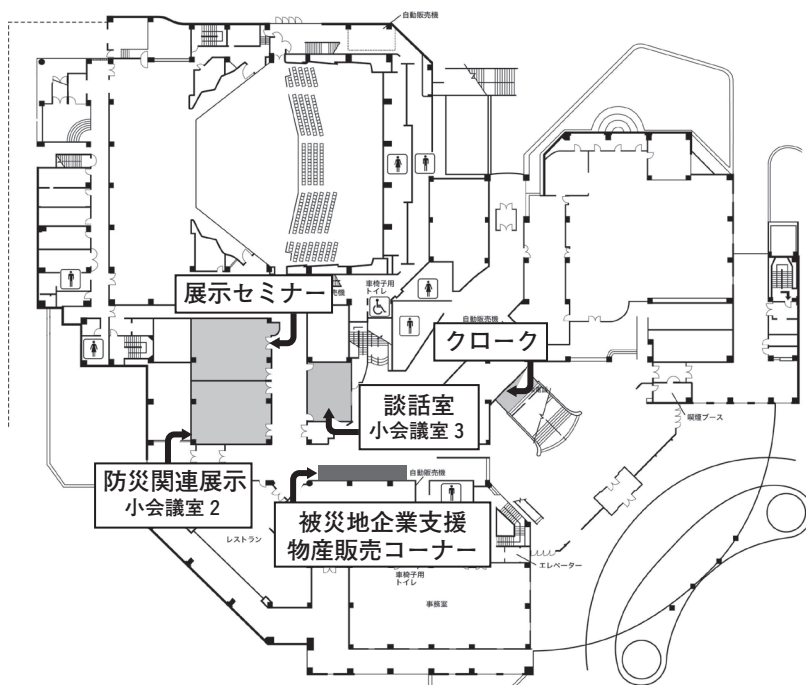 自動販売機
車椅子用
トイレ
展示セミナー
自動販売機
クローク
談話室
小会議室 3
喫煙ブース
防災関連展示
小会議室 2
自動販売機
被災地企業支援
物産販売コーナー
レストラン
エレベーター
車椅子用
トイレ
事務室